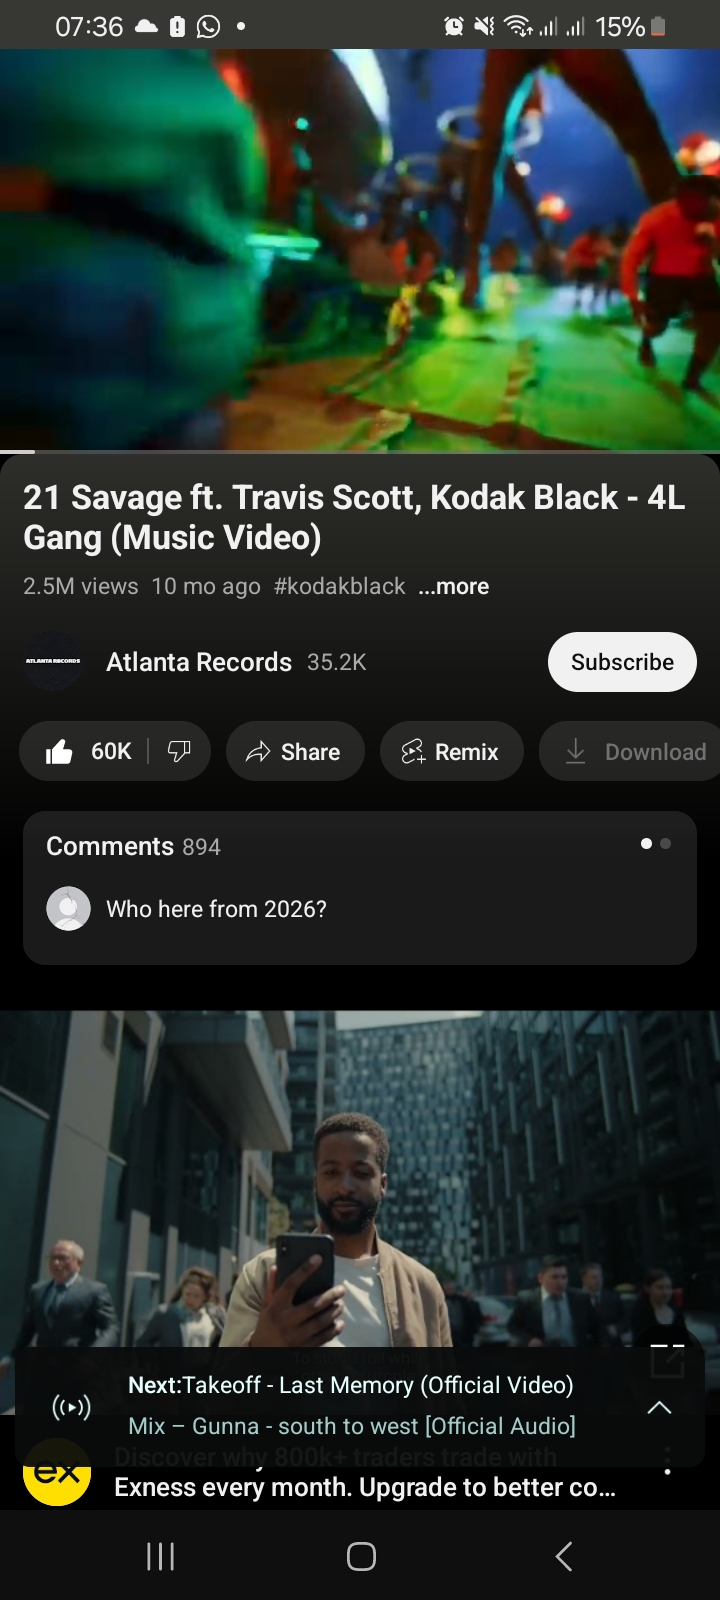 07:36
15%
21 Savage ft. Travis Scott, Kodak Black - 4L
Gang (Music Video)
2.5M views 10 mo ago #kodakblack ...more
ATLANTA RECORDS
Atlanta Records 35.2K
Subscribe
60K
Share
Remix
Download
Comments 894
Who here from 2026?
Next:Takeoff - Last Memory (Official Video)
Mix – Gunna - south to west [Official Audio]
Discover why 800k+ traders trade with
ex
Exness every month. Upgrade to better co...